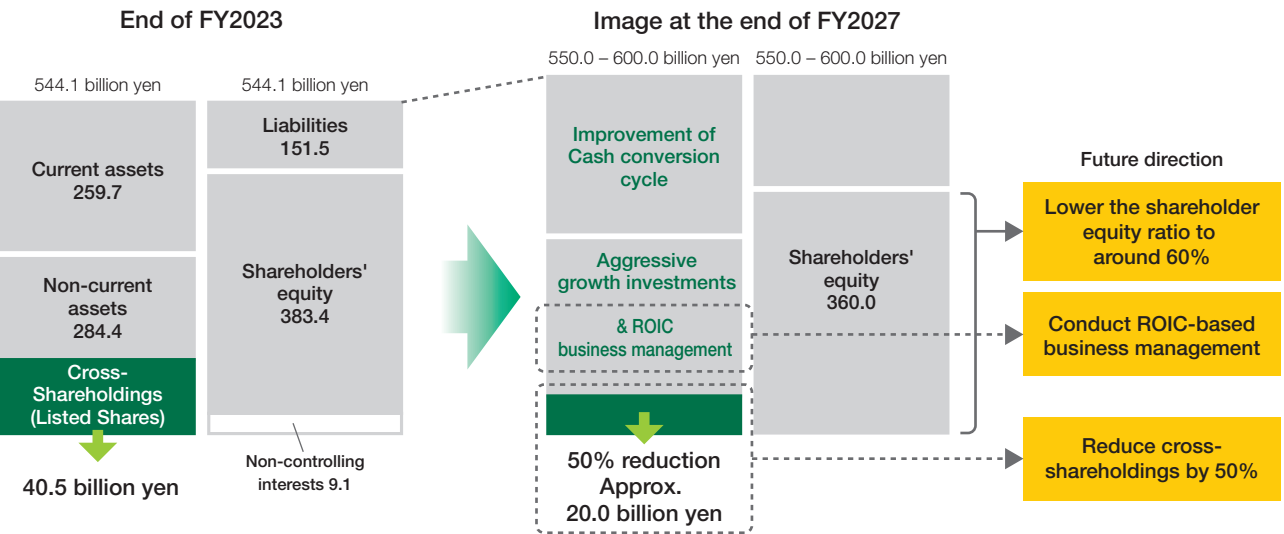 End of FY2023
544.1 billion yen
544.1 billion yen
Current assets
259.7
Non-current
assets
284.4
Cross-
Shareholdings
(Listed Shares)
40.5 billion yen
Liabilities
151.5
Shareholders'
equity
383.4
Non-controlling
interests 9.1
Image at the end of FY2027
550.0 – 600.0 billion yen
550.0 – 600.0 billion yen
Improvement of
Cash conversion
cycle
Aggressive
growth investments
& ROIC
business management
50% reduction
Approx.
20.0 billion yen
Shareholders'
equity
360.0
Future direction
Lower the shareholder
equity ratio to
around 60%
Conduct ROIC-based
business management
Reduce cross-
shareholdings by 50%